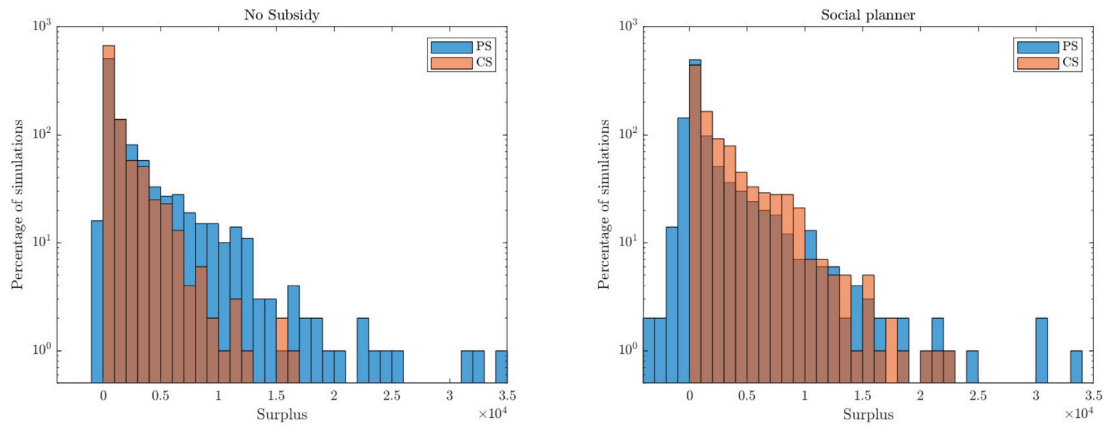 No Subsidy
10^3
10^2
10^1
10^0
Percentage of simulations
PS
CS
0
0.5
1
1.5
2
2.5
3
3.5
Surplus
×10^4
Social planner
10^3
10^2
10^1
10^0
Percentage of simulations
PS
CS
0
0.5
1
1.5
2
2.5
3
3.5
Surplus
×10^4